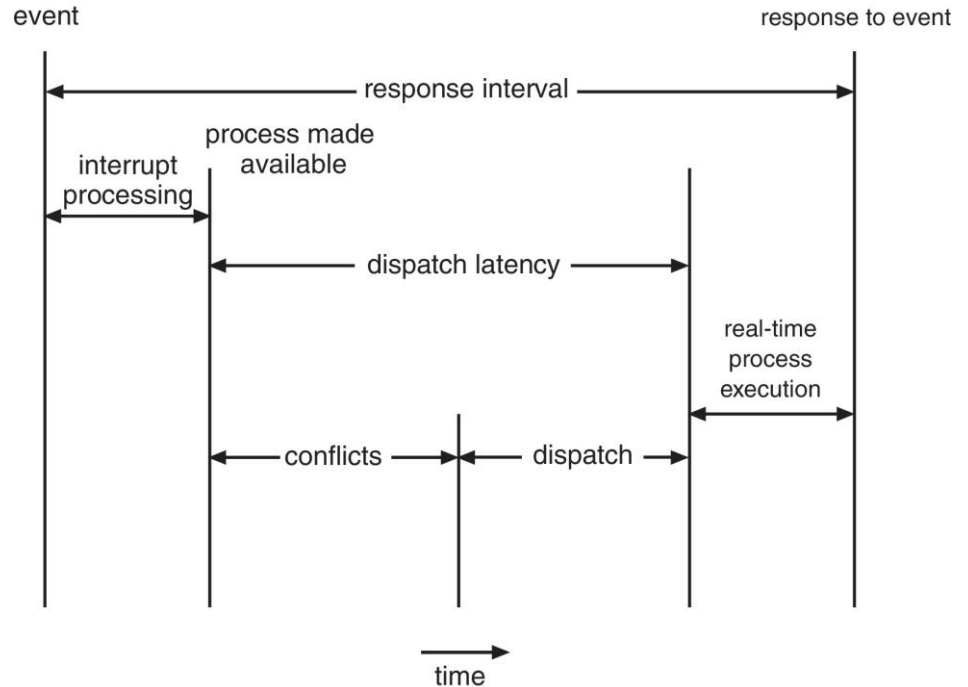 event
response to event
response interval
process made
available
interrupt
processing
dispatch latency
real-time
process
execution
conflicts
dispatch
time